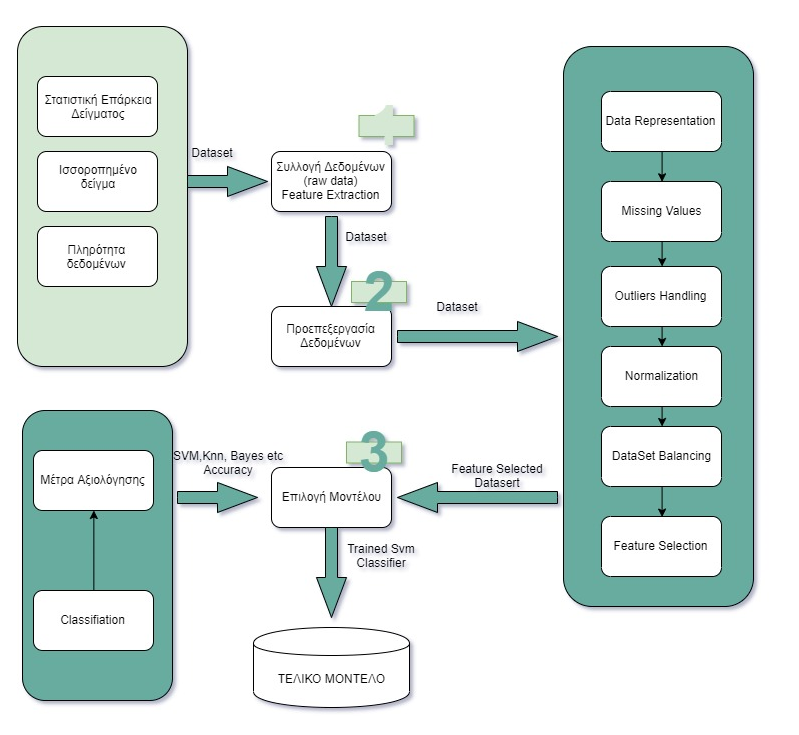 Στατιστική Επάρκεια
Δείγματος
Ισσοροπημένο
δείγμα
Πληρότητα
δεδομένων
Dataset
1
Συλλογή Δεδομένων
(raw data)
Feature Extraction
Dataset
2
Προεπεξεργασία
Δεδομένων
Dataset
Data Representation
Missing Values
Outliers Handling
Normalization
DataSet Balancing
Feature Selection
Μέτρα Αξιολόγησης
Classifiation
SVM,Knn, Bayes etc
Accuracy
3
Επιλογή Μοντέλου
Feature Selected
Datasert
Trained Svm
Classifier
ΤΕΛΙΚΟ ΜΟΝΤΕΛΟ